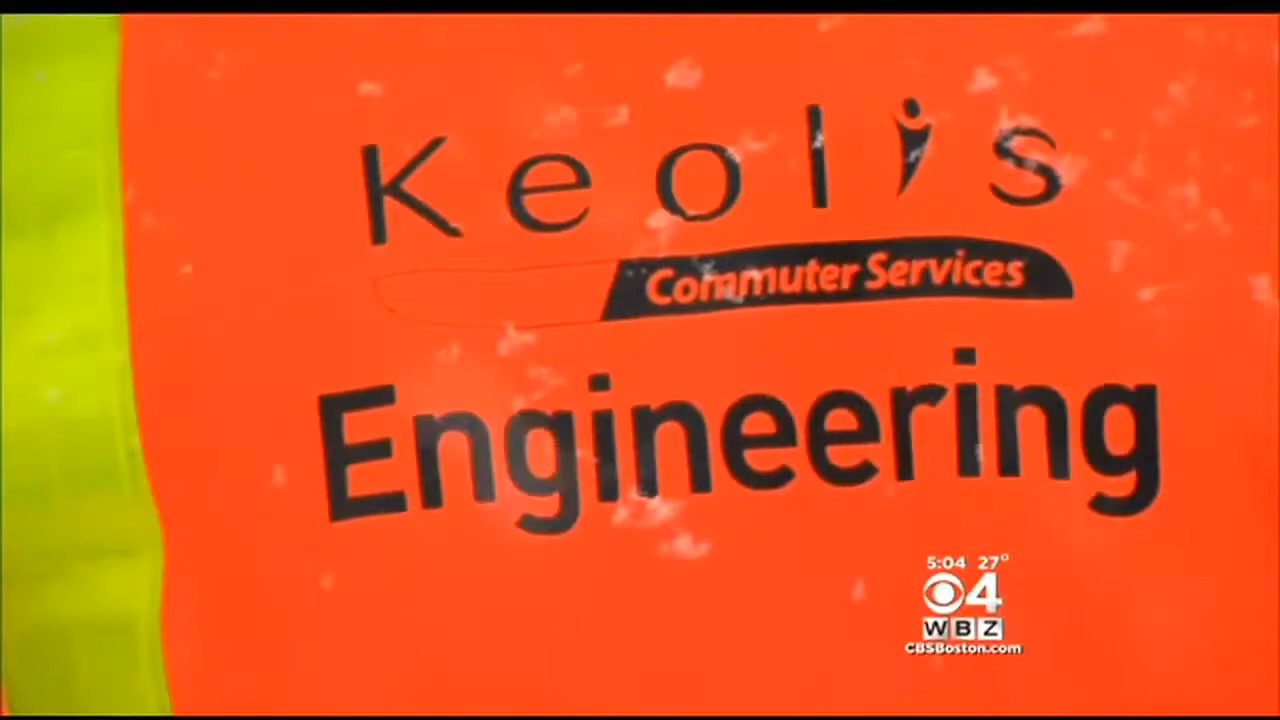 Keolis
Commuter Services
Engineering
5:04 27°
4
WBZ
CBSBoston.com